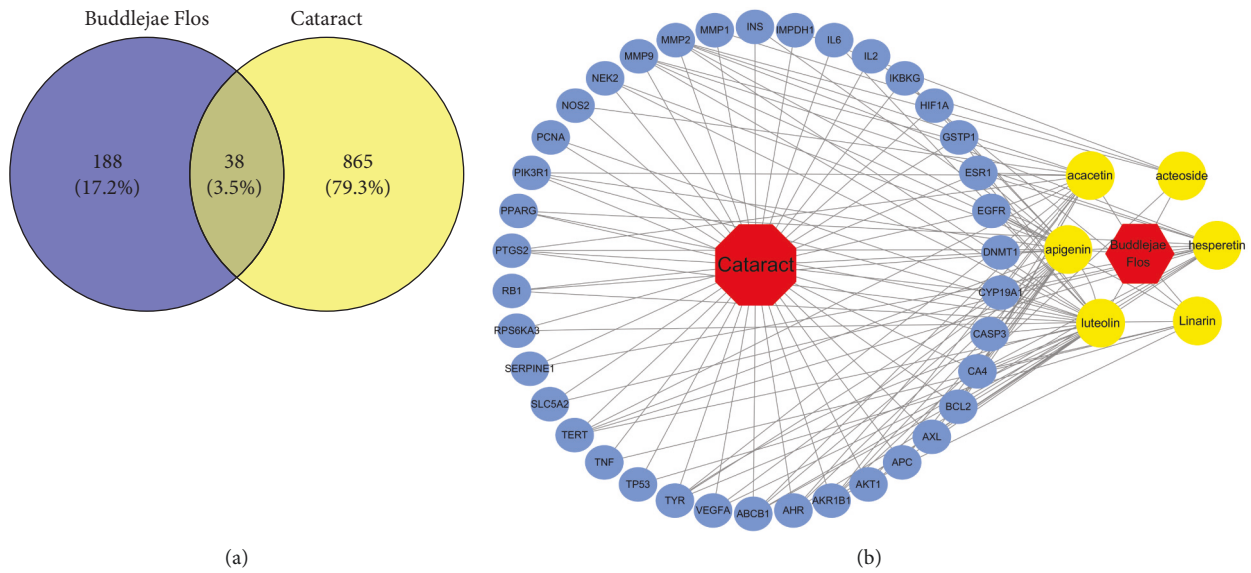 Buddlejae Flos
Cataract
188
(17.2%)
38
(3.5%)
865
(79.3%)
(a)
INS
IMPDH1
IL6
IL2
IKBKG
HIF1A
GSTP1
ESR1
EGFR
DNMT1
CYP19A1
CASP3
CA4
BCL2
AXL
APC
AKT1
AKR1B1
AHR
ABCB1
VEGFA
TYR
TP53
TNF
TERT
SLC5A2
SERPINE1
RPS6KA3
RB1
PTGS2
PPARG
PIK3R1
PCNA
NOS2
NEK2
MMP9
MMP2
MMP1
Cataract
acacetin
acteoside
apigenin
Buddlejae
Flos
hesperetin
luteolin
Linarin
(b)